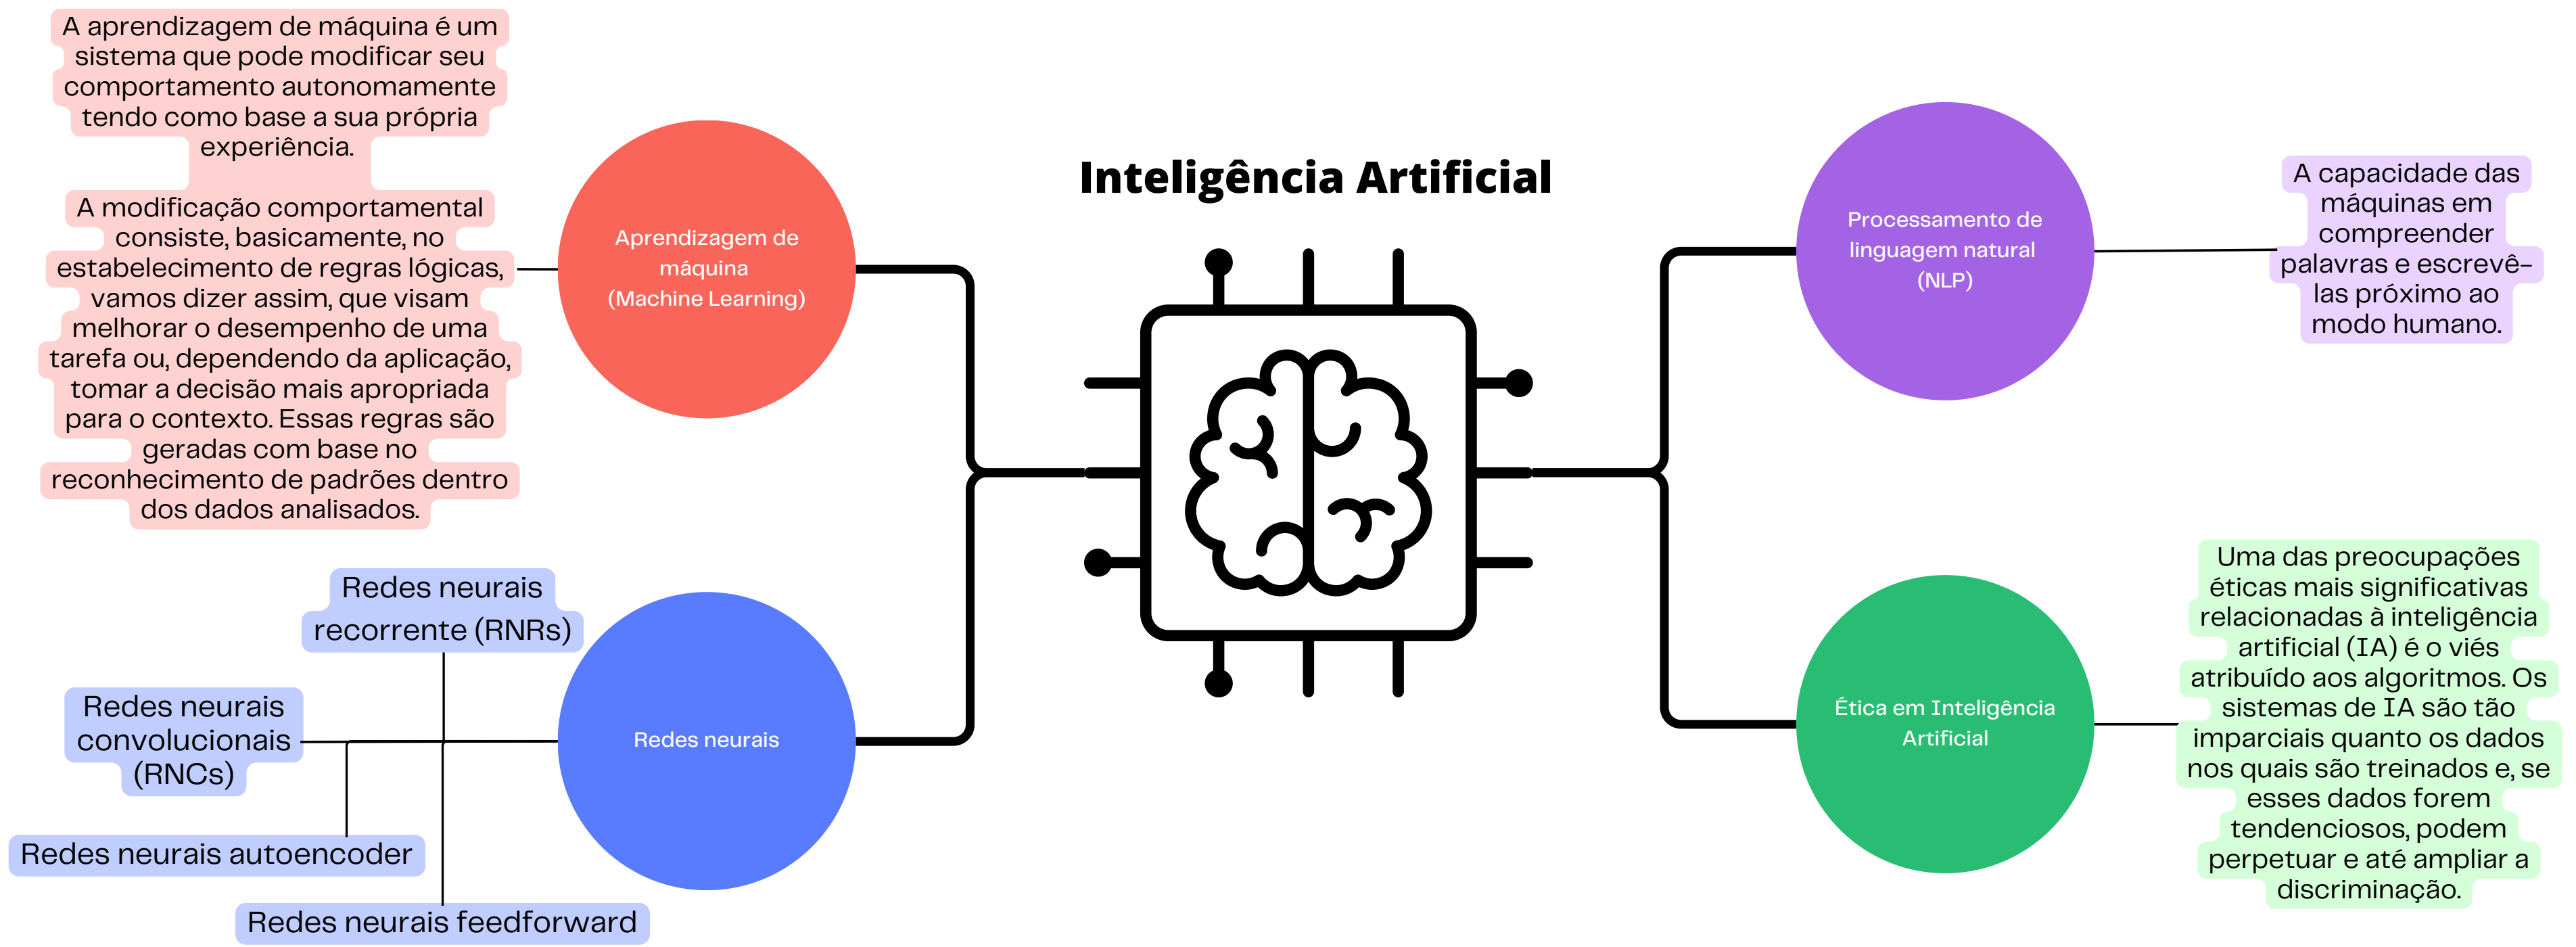 Inteligência Artificial
A aprendizagem de máquina é um
sistema que pode modificar seu
comportamento autonomamente
tendo como base a sua própria
experiência.
A modificação comportamental
consiste, basicamente, no
estabelecimento de regras lógicas,
vamos dizer assim, que visam
melhorar o desempenho de uma
tarefa ou, dependendo da aplicação,
tomar a decisão mais apropriada
para o contexto. Essas regras são
geradas com base no
reconhecimento de padrões dentro
dos dados analisados.
Aprendizagem de
máquina
(Machine Learning)
Redes neurais
recorrente (RNRs)
Redes neurais
convolucionais
(RNCs)
Redes neurais autoencoder
Redes neurais feedforward
Redes neurais
Processamento de
linguagem natural
(NLP)
A capacidade das
máquinas em
compreender
palavras e escrevê-
las próximo ao
modo humano.
Ética em Inteligência
Artificial
Uma das preocupações
éticas mais significativas
relacionadas à inteligência
artificial (IA) é o viés
atribuído aos algoritmos. Os
sistemas de IA são tão
imparciais quanto os dados
nos quais são treinados e, se
esses dados forem
tendenciosos, podem
perpetuar e até ampliar a
discriminação.